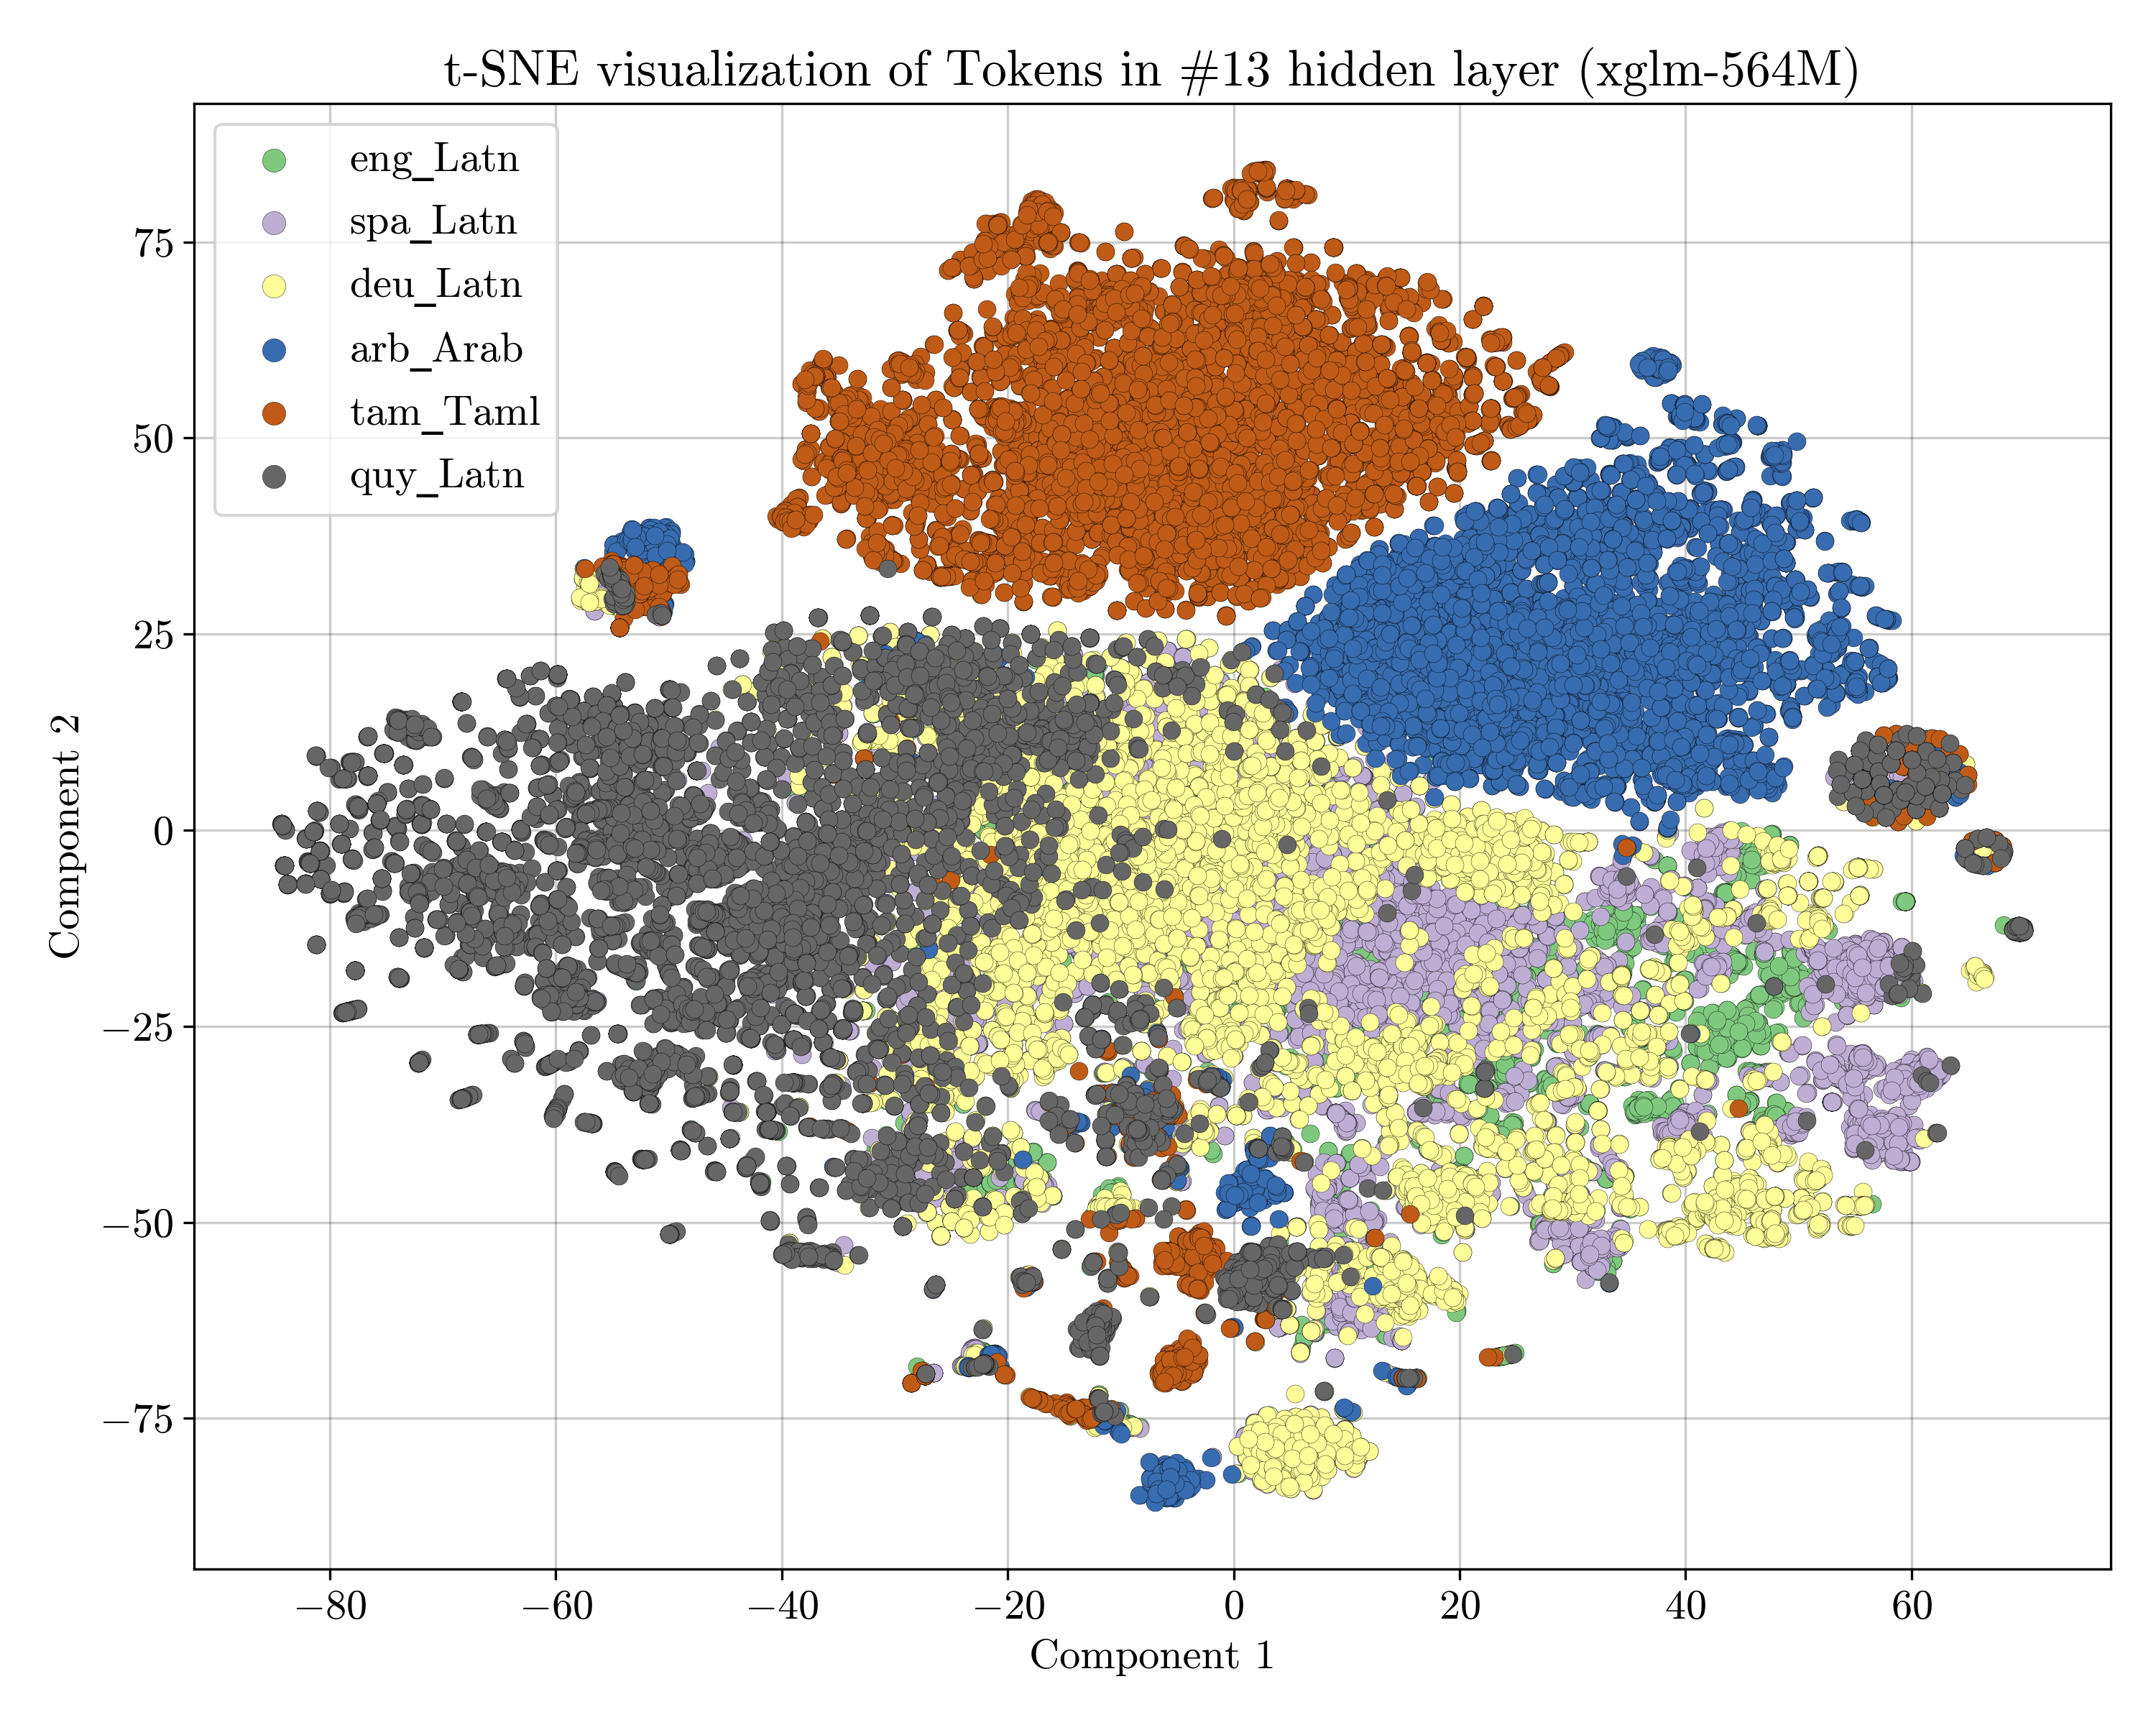 t-SNE visualization of Tokens in #13 hidden layer (xglm-564M)
eng_Latn
spa_Latn
deu_Latn
arb_Arab
tam_Taml
quy_Latn
75
50
25
0
−25
−50
−75
Component 2
−80 −60 −40 −20 0 20 40 60
Component 1